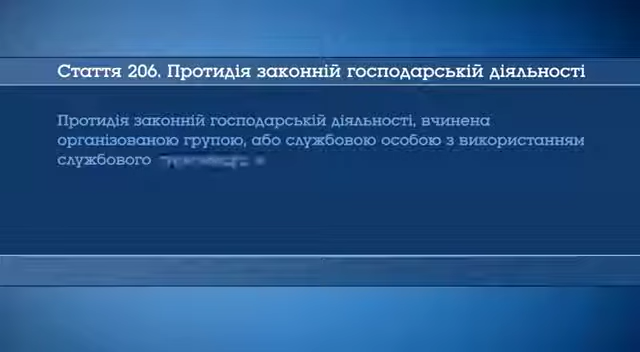 Стаття 206. Протидія законній господарській діяльності
Протидія законній господарській діяльності, вчинена
організованою групою, або службовою особою з використанням
службового